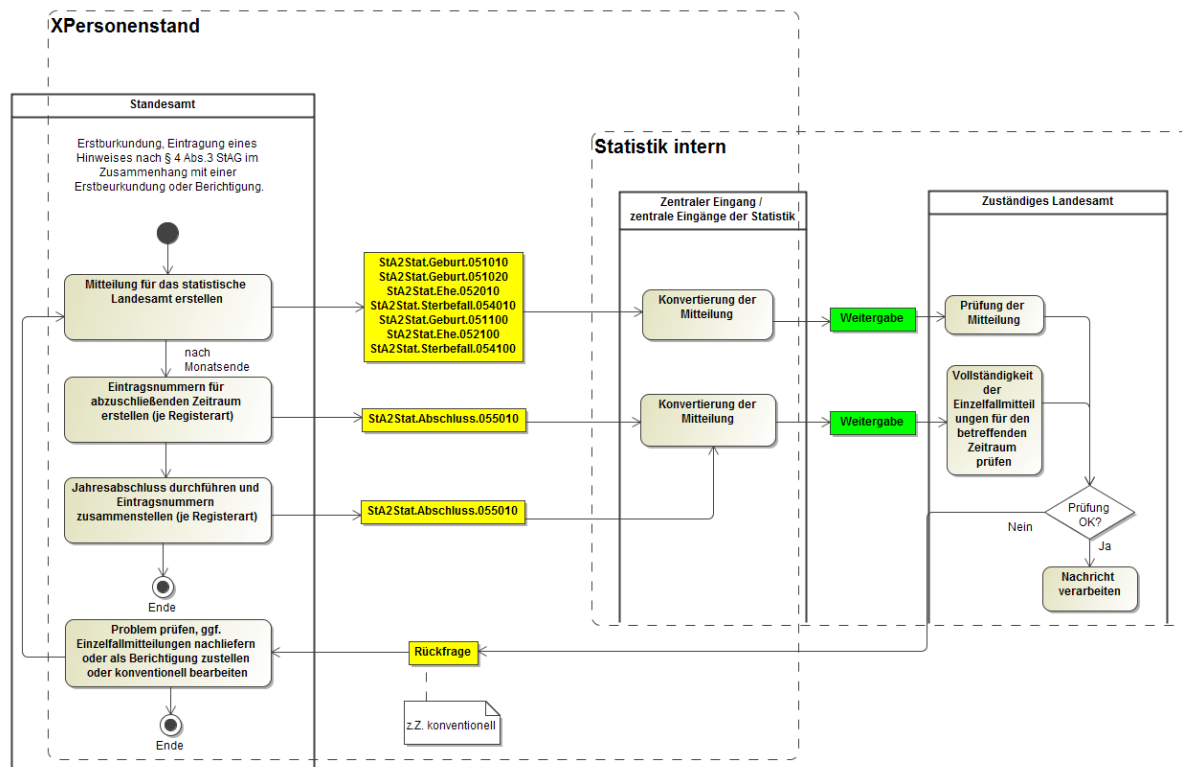 XPersonenstand
Standesamt
Erstburkundung, Eintragung eines
Hinweises nach § 4 Abs.3 StAG im
Zusammenhang mit einer
Erstbeurkundung oder Berichtigung.
Statistik intern
Zentraler Eingang /
zentrale Eingänge der Statistik
Zuständiges Landesamt
Mitteilung für das statistische
Landesamt erstellen
StA2Stat.Geburt.051010
StA2Stat.Geburt.051020
StA2Stat.Ehe.052010
StA2Stat.Sterbefall.054010
StA2Stat.Geburt.051100
StA2Stat.Ehe.052100
StA2Stat.Sterbefall.054100
Konvertierung der
Mitteilung
Weitergabe
Prüfung der
Mitteilung
nach
Monatsende
Eintragsnummern für
abzuschließenden Zeitraum
erstellen (je Registerart)
StA2Stat.Abschluss.055010
Konvertierung der
Mitteilung
Weitergabe
Vollständigkeit
der
Einzelfallmitteil
ungen für den
betreffenden
Zeitraum
prüfen
Jahresabschluss durchführen und
Eintragsnummern
zusammenstellen (je Registerart)
StA2Stat.Abschluss.055010
Prüfung
OK?
Nein
Ja
Nachricht
verarbeiten
Ende
Problem prüfen, ggf.
Einzelfallmitteilungen nachliefern
oder als Berichtigung zustellen
oder konventionell bearbeiten
Rückfrage
z.Z. konventionell
Ende